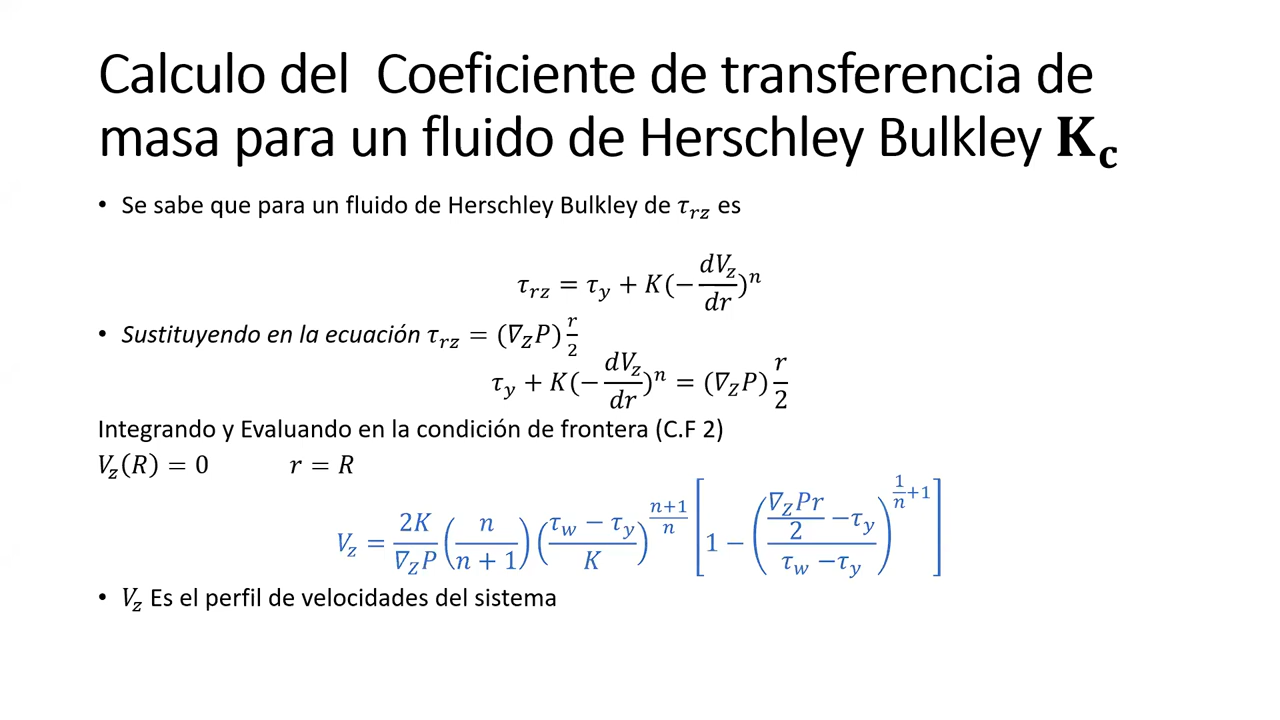 Calculo del Coeficiente de transferencia de
masa para un fluido de Herschley Bulkley K_c
• Se sabe que para un fluido de Herschley Bulkley de τ_rz es
τ_rz = τ_y + K(−dV_z/dr)^n
• Sustituyendo en la ecuación τ_rz = (∇_Z P) r/2
τ_y + K(−dV_z/dr)^n = (∇_Z P) r/2
Integrando y Evaluando en la condición de frontera (C.F 2)
V_z(R) = 0 r = R
V_z = 2K/(∇_Z P) (n/(n + 1)) ((τ_w − τ_y)/K)^((n+1)/n) [1 − ((∇_Z Pr/2 − τ_y)/(τ_w − τ_y))^(1/n+1)]
• V_z Es el perfil de velocidades del sistema